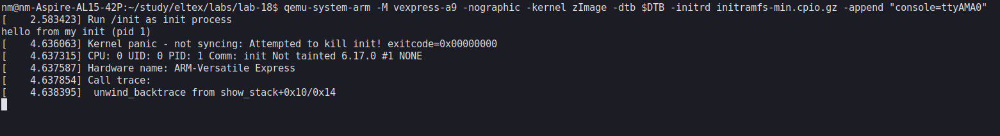 nm@nm-Aspire-AL15-42P:~/study/eltex/labs/lab-18$ qemu-system-arm -M vexpress-a9 -nographic -kernel zImage -dtb $DTB -initrd initramfs-min.cpio.gz -append "console=ttyAMA0"
[    2.583423] Run /init as init process
hello from my init (pid 1)
[    4.636063] Kernel panic - not syncing: Attempted to kill init! exitcode=0x00000000
[    4.637315] CPU: 0 UID: 0 PID: 1 Comm: init Not tainted 6.17.0 #1 NONE
[    4.637587] Hardware name: ARM-Versatile Express
[    4.637854] Call trace:
[    4.638395]  unwind_backtrace from show_stack+0x10/0x14